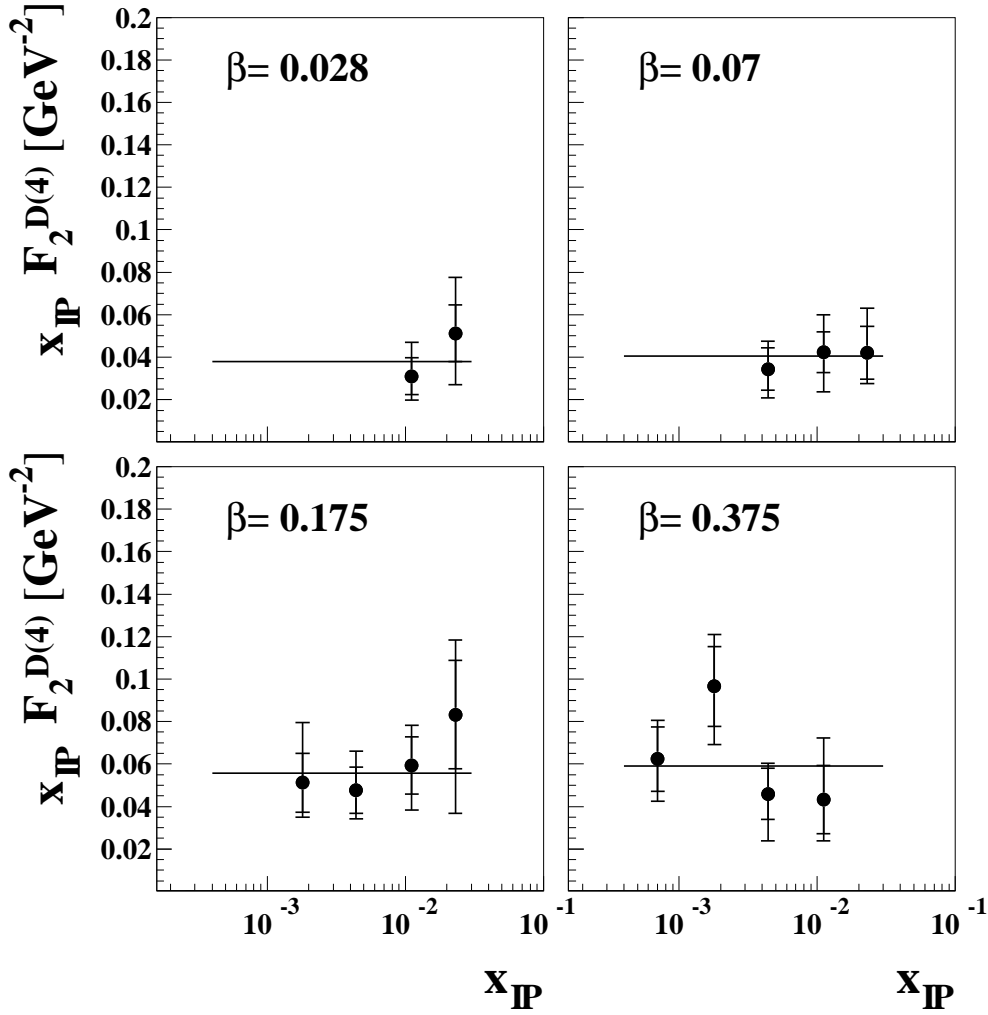 x_IP F_2^D(4) [GeV^-2]
0.2
0.18
0.16
0.14
0.12
0.1
0.08
0.06
0.04
0.02
β= 0.028
β= 0.07
x_IP F_2^D(4) [GeV^-2]
0.2
0.18
0.16
0.14
0.12
0.1
0.08
0.06
0.04
0.02
β= 0.175
β= 0.375
10^-3 10^-2 10^-1 10^-3 10^-2 10^-1
x_IP x_IP